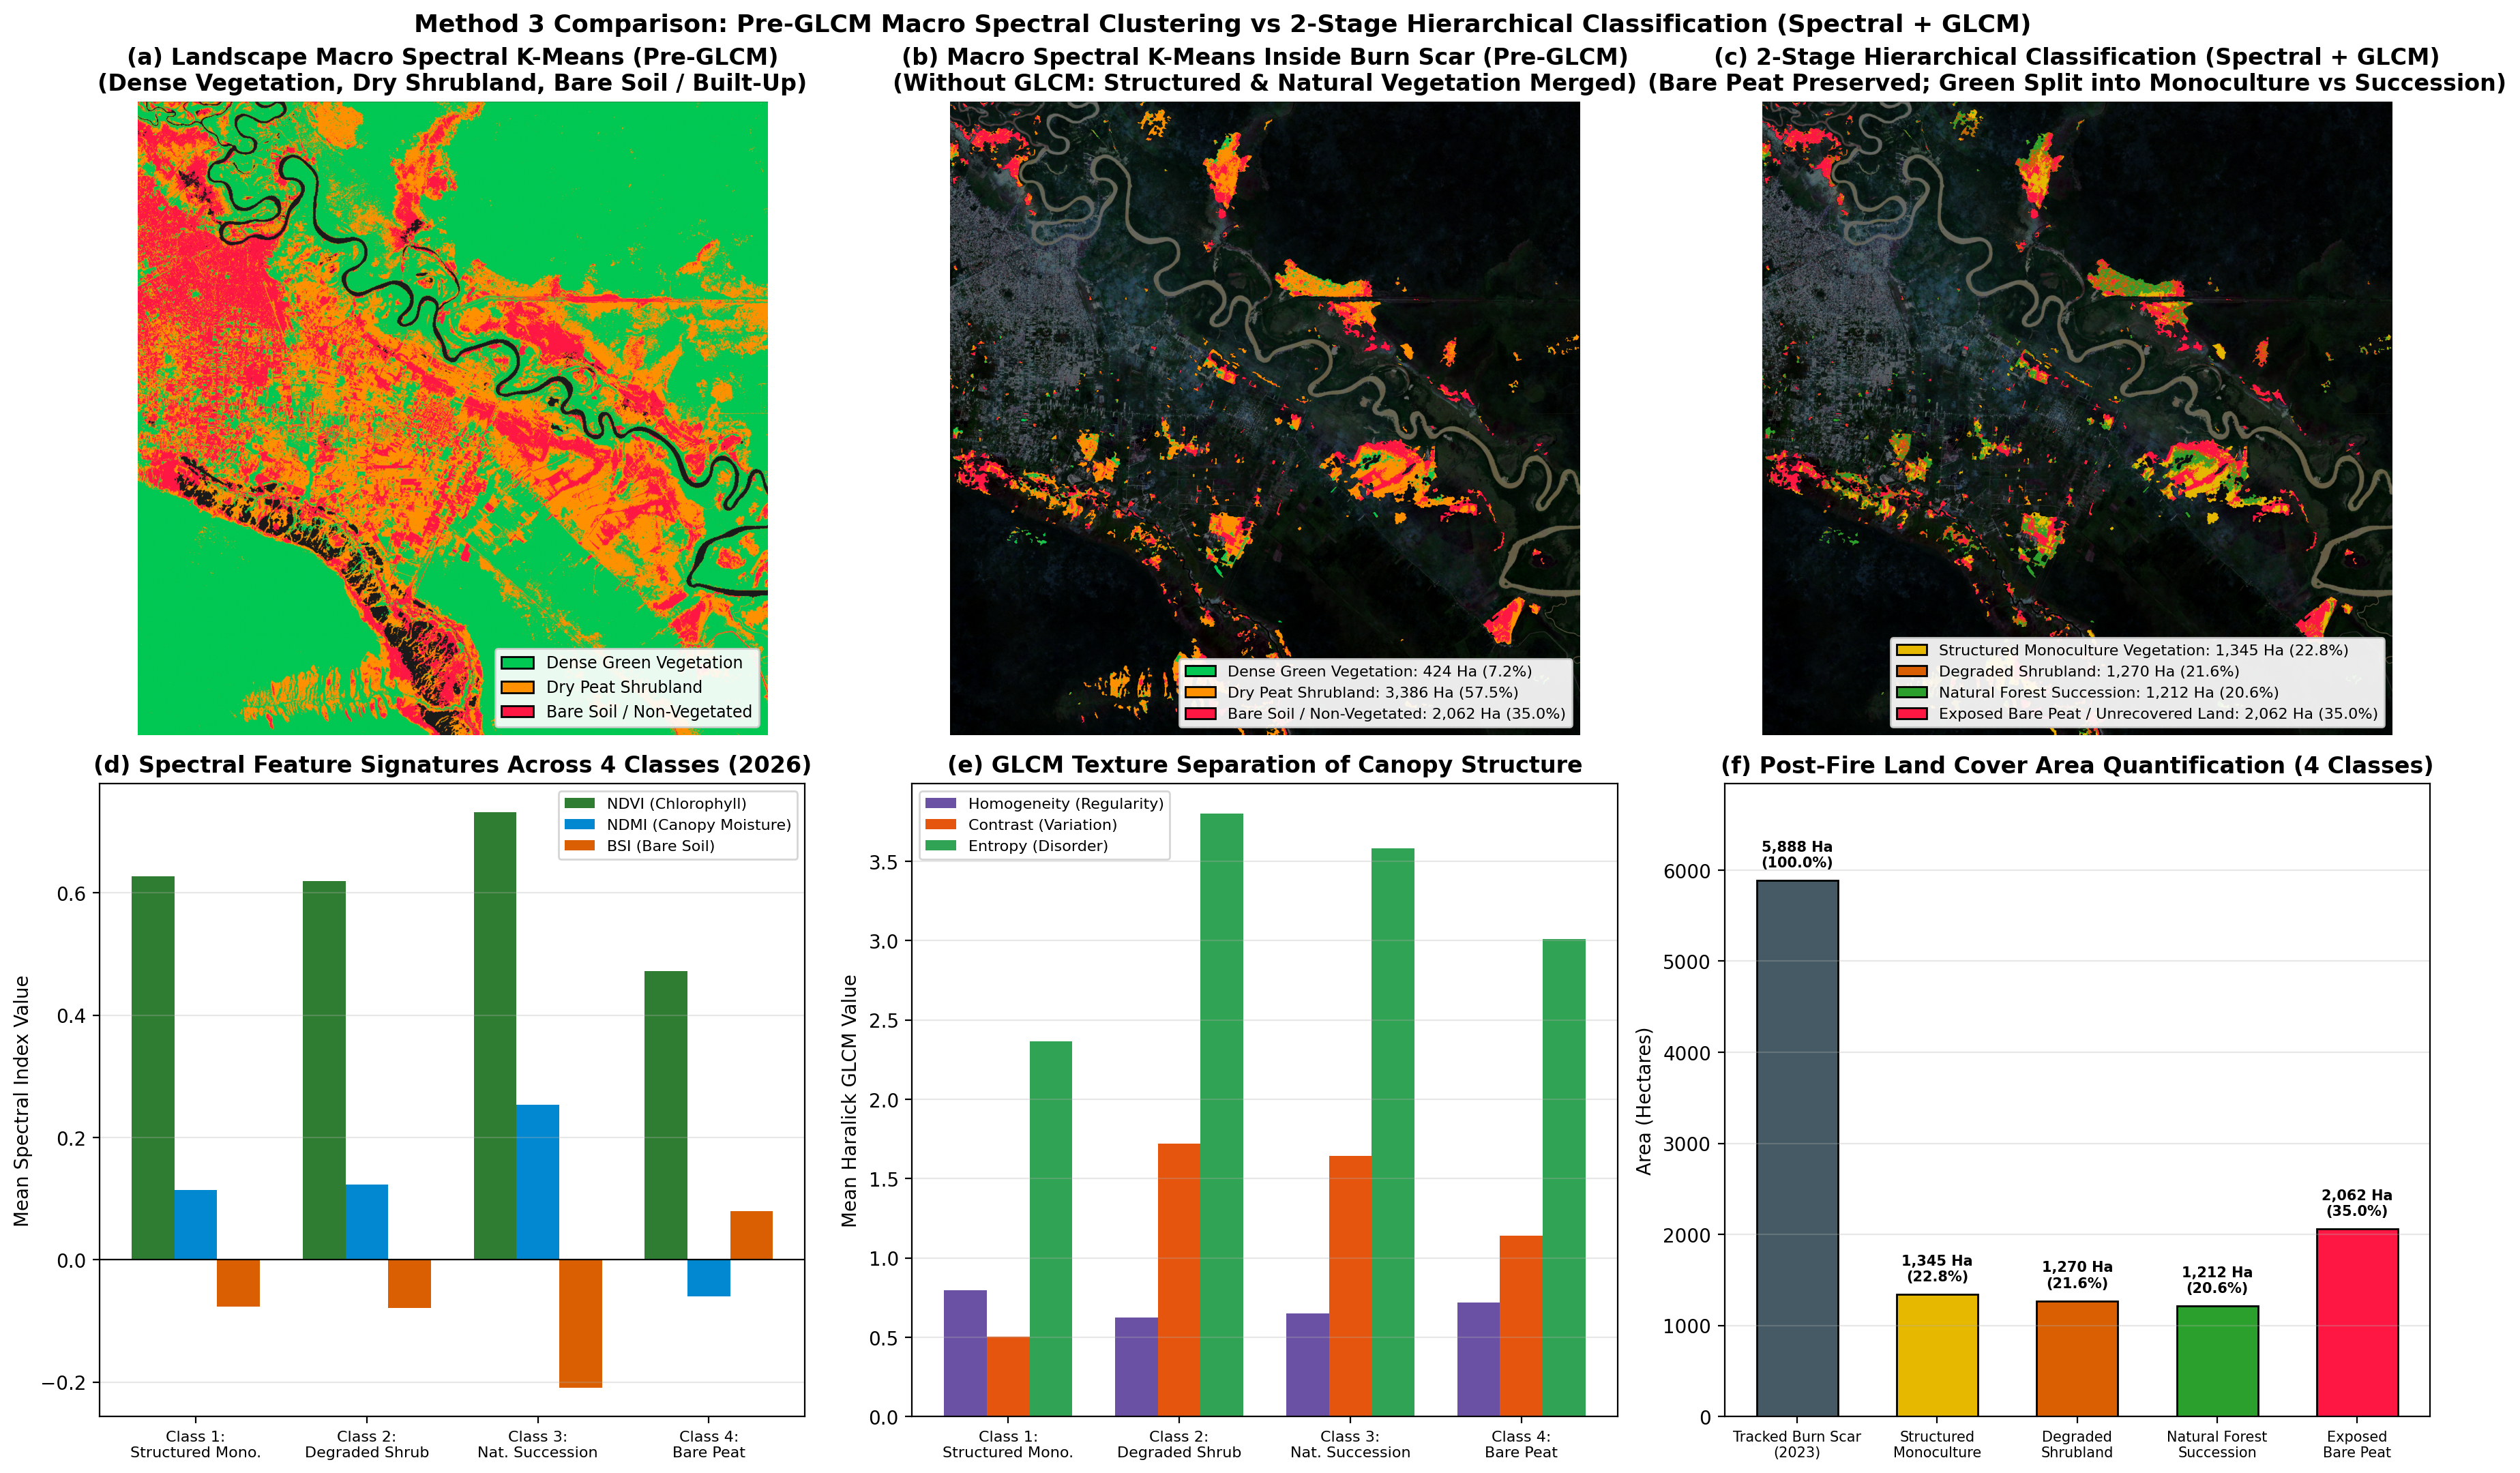 Method 3 Comparison: Pre-GLCM Macro Spectral Clustering vs 2-Stage Hierarchical Classification (Spectral + GLCM)
(a) Landscape Macro Spectral K-Means (Pre-GLCM)
(Dense Vegetation, Dry Shrubland, Bare Soil / Built-Up)
Dense Green Vegetation
Dry Peat Shrubland
Bare Soil / Non-Vegetated
(b) Macro Spectral K-Means Inside Burn Scar (Pre-GLCM)
(Without GLCM: Structured & Natural Vegetation Merged)
Dense Green Vegetation: 424 Ha (7.2%)
Dry Peat Shrubland: 3,386 Ha (57.5%)
Bare Soil / Non-Vegetated: 2,062 Ha (35.0%)
(c) 2-Stage Hierarchical Classification (Spectral + GLCM)
(Bare Peat Preserved; Green Split into Monoculture vs Succession)
Structured Monoculture Vegetation: 1,345 Ha (22.8%)
Degraded Shrubland: 1,270 Ha (21.6%)
Natural Forest Succession: 1,212 Ha (20.6%)
Exposed Bare Peat / Unrecovered Land: 2,062 Ha (35.0%)
(d) Spectral Feature Signatures Across 4 Classes (2026)
NDVI (Chlorophyll)
NDMI (Canopy Moisture)
BSI (Bare Soil)
Mean Spectral Index Value
0.6
0.4
0.2
0.0
−0.2
Class 1:
Structured Mono.
Class 2:
Degraded Shrub
Class 3:
Nat. Succession
Class 4:
Bare Peat
(e) GLCM Texture Separation of Canopy Structure
Homogeneity (Regularity)
Contrast (Variation)
Entropy (Disorder)
Mean Haralick GLCM Value
3.5
3.0
2.5
2.0
1.5
1.0
0.5
0.0
Class 1:
Structured Mono.
Class 2:
Degraded Shrub
Class 3:
Nat. Succession
Class 4:
Bare Peat
(f) Post-Fire Land Cover Area Quantification (4 Classes)
Area (Hectares)
6000
5000
4000
3000
2000
1000
0
5,888 Ha
(100.0%)
1,345 Ha
(22.8%)
1,270 Ha
(21.6%)
1,212 Ha
(20.6%)
2,062 Ha
(35.0%)
Tracked Burn Scar
(2023)
Structured
Monoculture
Degraded
Shrubland
Natural Forest
Succession
Exposed
Bare Peat